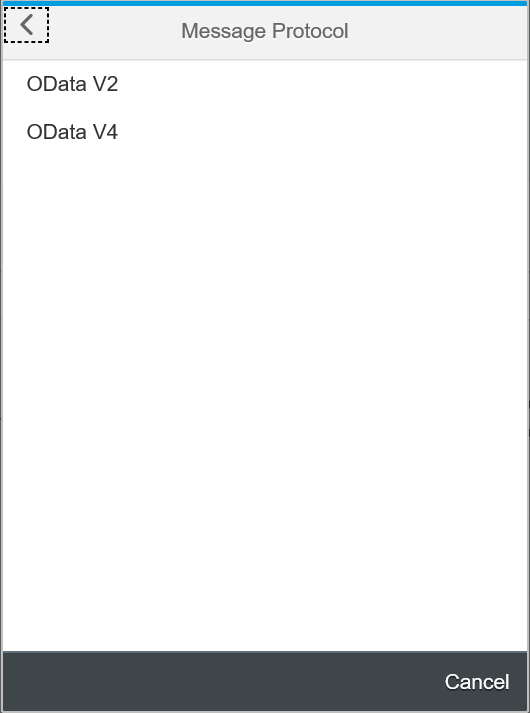 Message Protocol
OData V2
OData V4
Cancel